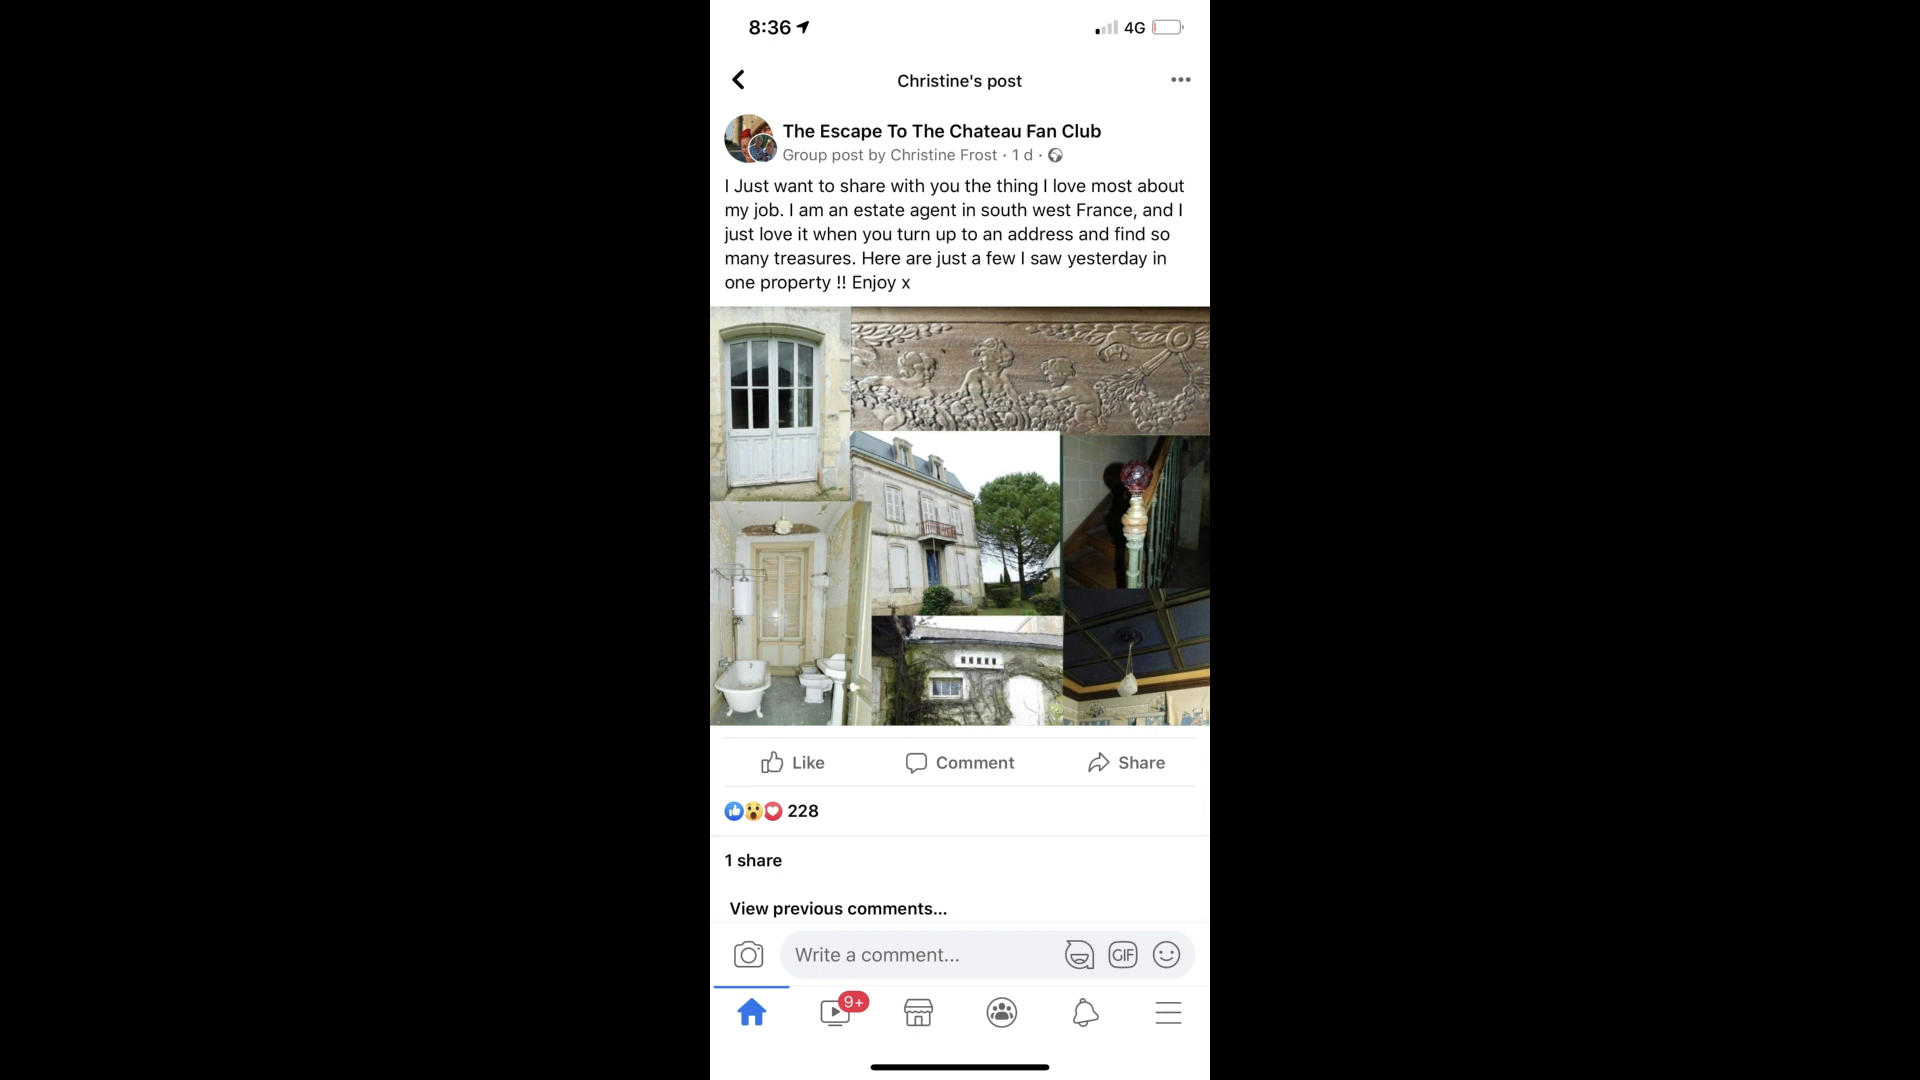 8:36
4G
Christine's post
The Escape To The Chateau Fan Club
Group post by Christine Frost · 1 d ·
I Just want to share with you the thing I love most about
my job. I am an estate agent in south west France, and I
just love it when you turn up to an address and find so
many treasures. Here are just a few I saw yesterday in
one property !! Enjoy x
Like
Comment
Share
228
1 share
View previous comments...
Write a comment...
GIF
9+